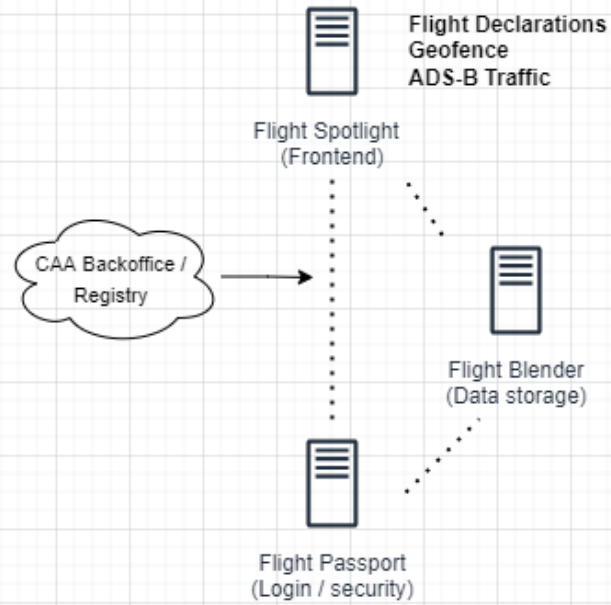 Flight Declarations
Geofence
ADS-B Traffic
Flight Spotlight
(Frontend)
CAA Backoffice /
Registry
Flight Blender
(Data storage)
Flight Passport
(Login / security)